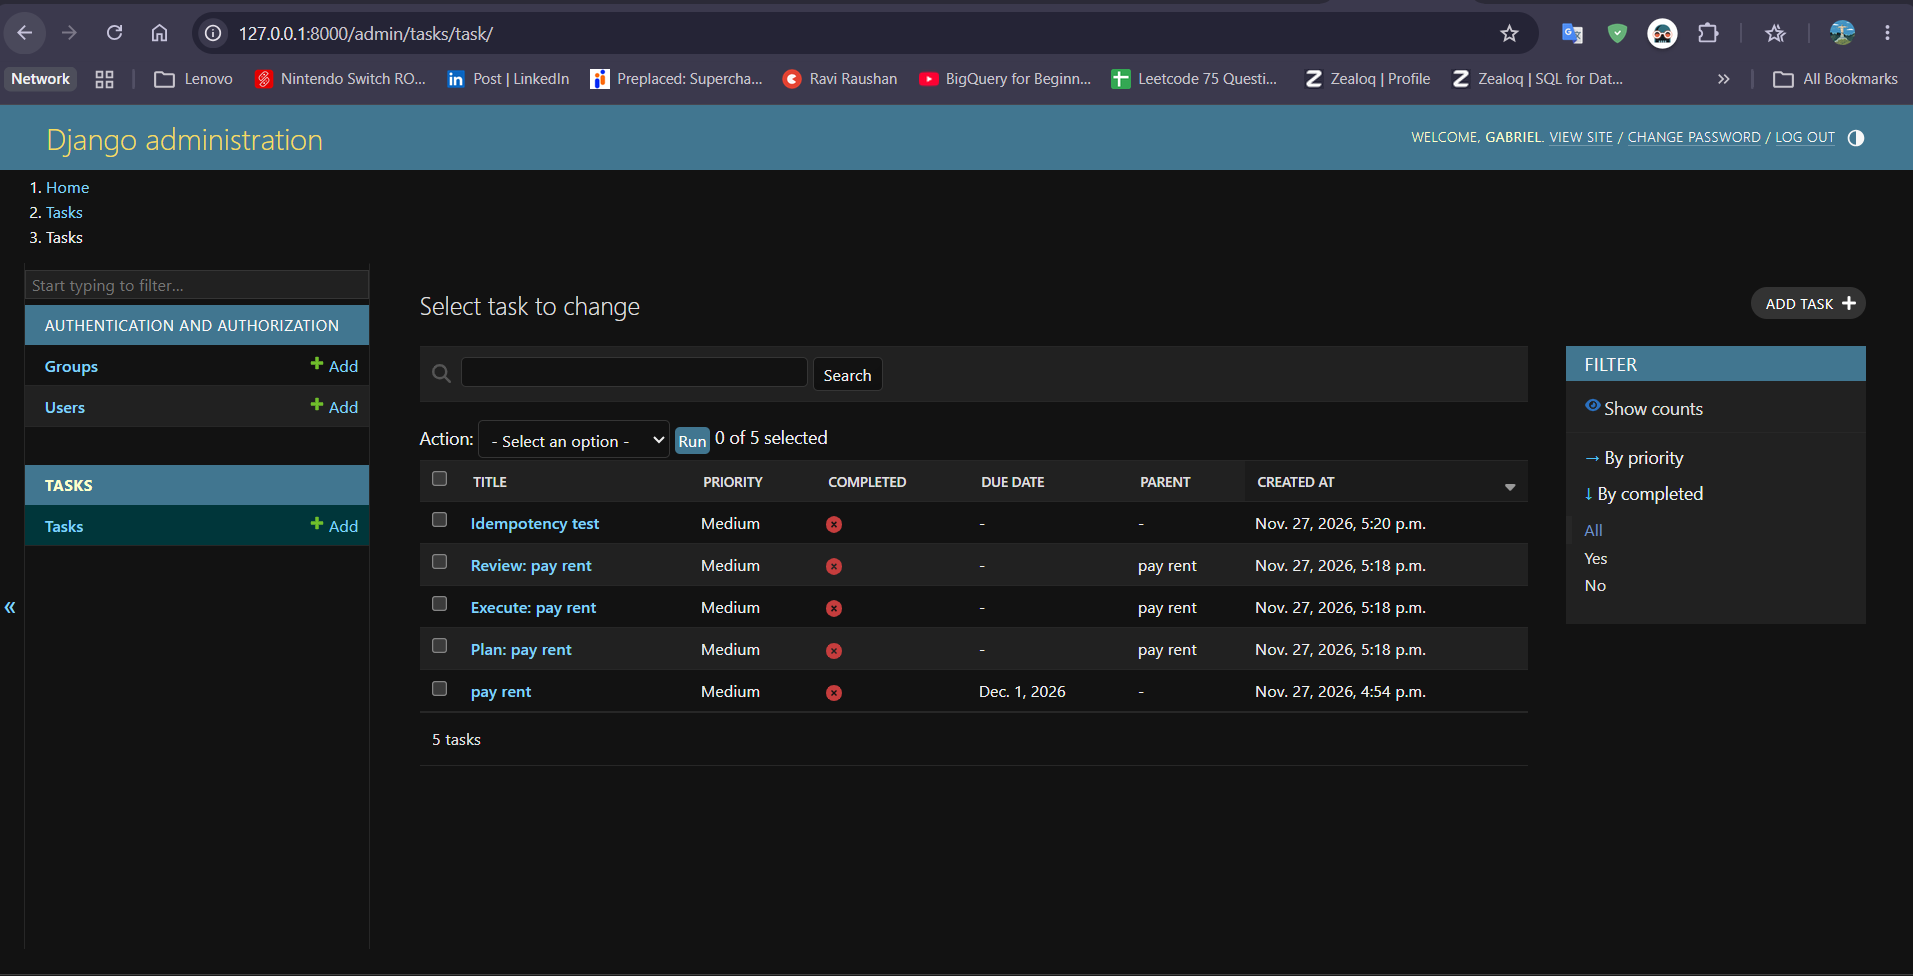 127.0.0.1:8000/admin/tasks/task/
Network
Lenovo
Nintendo Switch RO...
Post | LinkedIn
Preplaced: Supercha...
Ravi Raushan
BigQuery for Beginn...
Leetcode 75 Questi...
Zealoq | Profile
Zealoq | SQL for Dat...
»
All Bookmarks
Django administration
WELCOME, GABRIEL. VIEW SITE / CHANGE PASSWORD / LOG OUT
1. Home
2. Tasks
3. Tasks
Start typing to filter...
AUTHENTICATION AND AUTHORIZATION
Groups + Add
Users + Add
TASKS
Tasks + Add
«
Select task to change
ADD TASK +
Search
Action: - Select an option - Run 0 of 5 selected
TITLE PRIORITY COMPLETED DUE DATE PARENT CREATED AT
Idempotency test Medium - - Nov. 27, 2026, 5:20 p.m.
Review: pay rent Medium - pay rent Nov. 27, 2026, 5:18 p.m.
Execute: pay rent Medium - pay rent Nov. 27, 2026, 5:18 p.m.
Plan: pay rent Medium - pay rent Nov. 27, 2026, 5:18 p.m.
pay rent Medium Dec. 1, 2026 - Nov. 27, 2026, 4:54 p.m.
5 tasks
FILTER
Show counts
→ By priority
↓ By completed
All
Yes
No